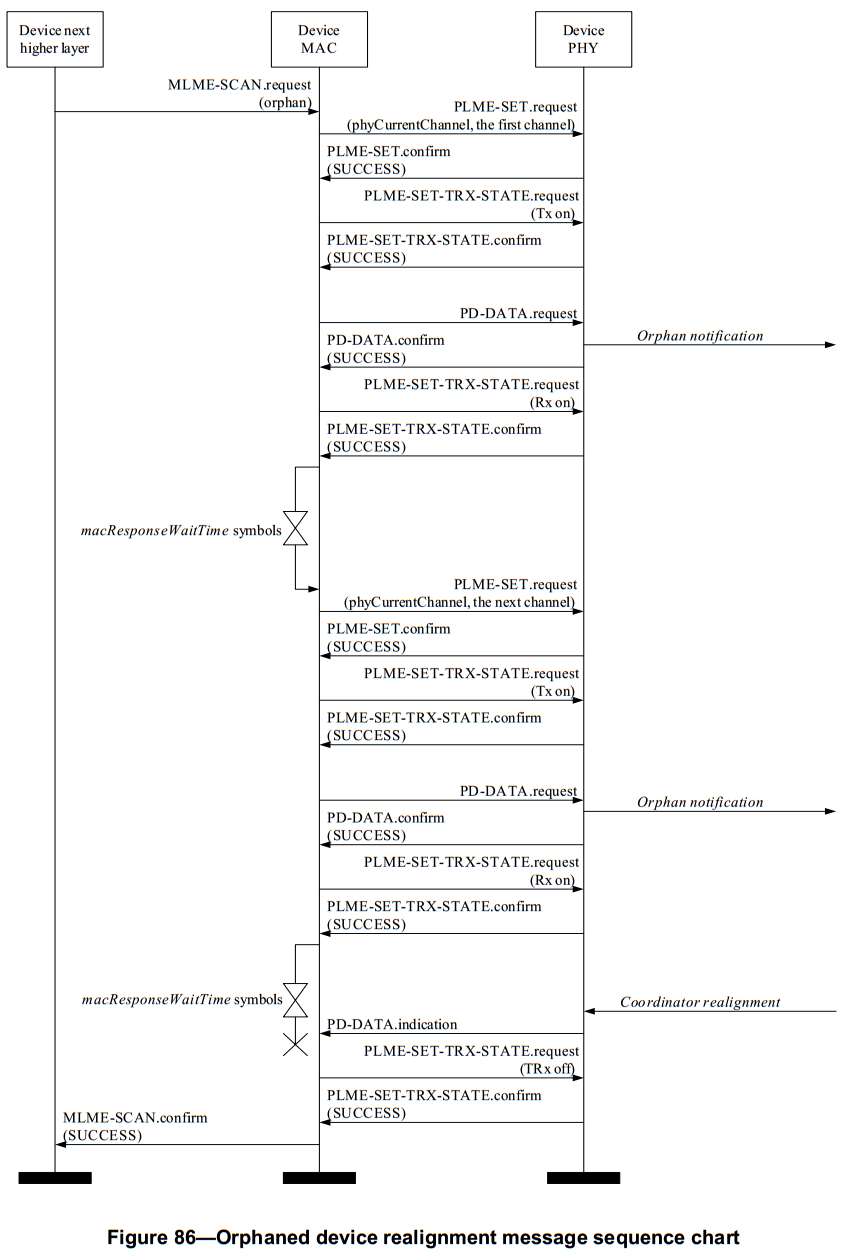 Device next
higher layer
Device
MAC
Device
PHY
MLME-SCAN.request
(orphan)
PLME-SET.request
(phyCurrentChannel, the first channel)
PLME-SET.confirm
(SUCCESS)
PLME-SET-TRX-STATE.request
(Tx on)
PLME-SET-TRX-STATE.confirm
(SUCCESS)
PD-DATA.request
Orphan notification
PD-DATA.confirm
(SUCCESS)
PLME-SET-TRX-STATE.request
(Rx on)
PLME-SET-TRX-STATE.confirm
(SUCCESS)
macResponseWaitTime symbols
PLME-SET.request
(phyCurrentChannel, the next channel)
PLME-SET.confirm
(SUCCESS)
PLME-SET-TRX-STATE.request
(Tx on)
PLME-SET-TRX-STATE.confirm
(SUCCESS)
PD-DATA.request
Orphan notification
PD-DATA.confirm
(SUCCESS)
PLME-SET-TRX-STATE.request
(Rx on)
PLME-SET-TRX-STATE.confirm
(SUCCESS)
macResponseWaitTime symbols
Coordinator realignment
PD-DATA.indication
PLME-SET-TRX-STATE.request
(TRx off)
PLME-SET-TRX-STATE.confirm
(SUCCESS)
MLME-SCAN.confirm
(SUCCESS)
Figure 86—Orphaned device realignment message sequence chart